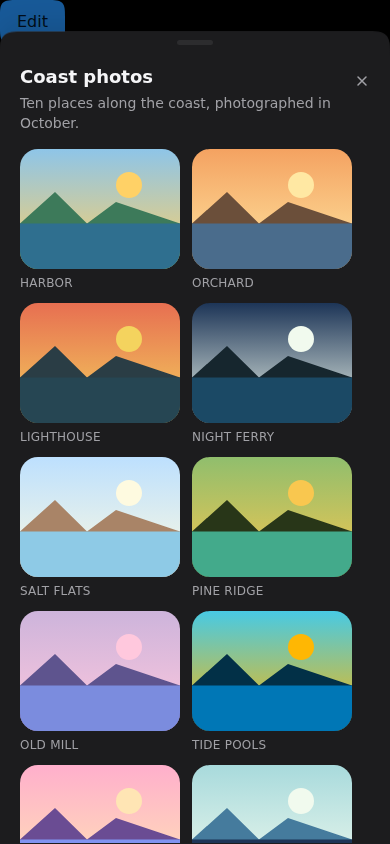 Edit
Coast photos
Ten places along the coast, photographed in
October.
HARBOR
ORCHARD
LIGHTHOUSE
NIGHT FERRY
SALT FLATS
PINE RIDGE
OLD MILL
TIDE POOLS